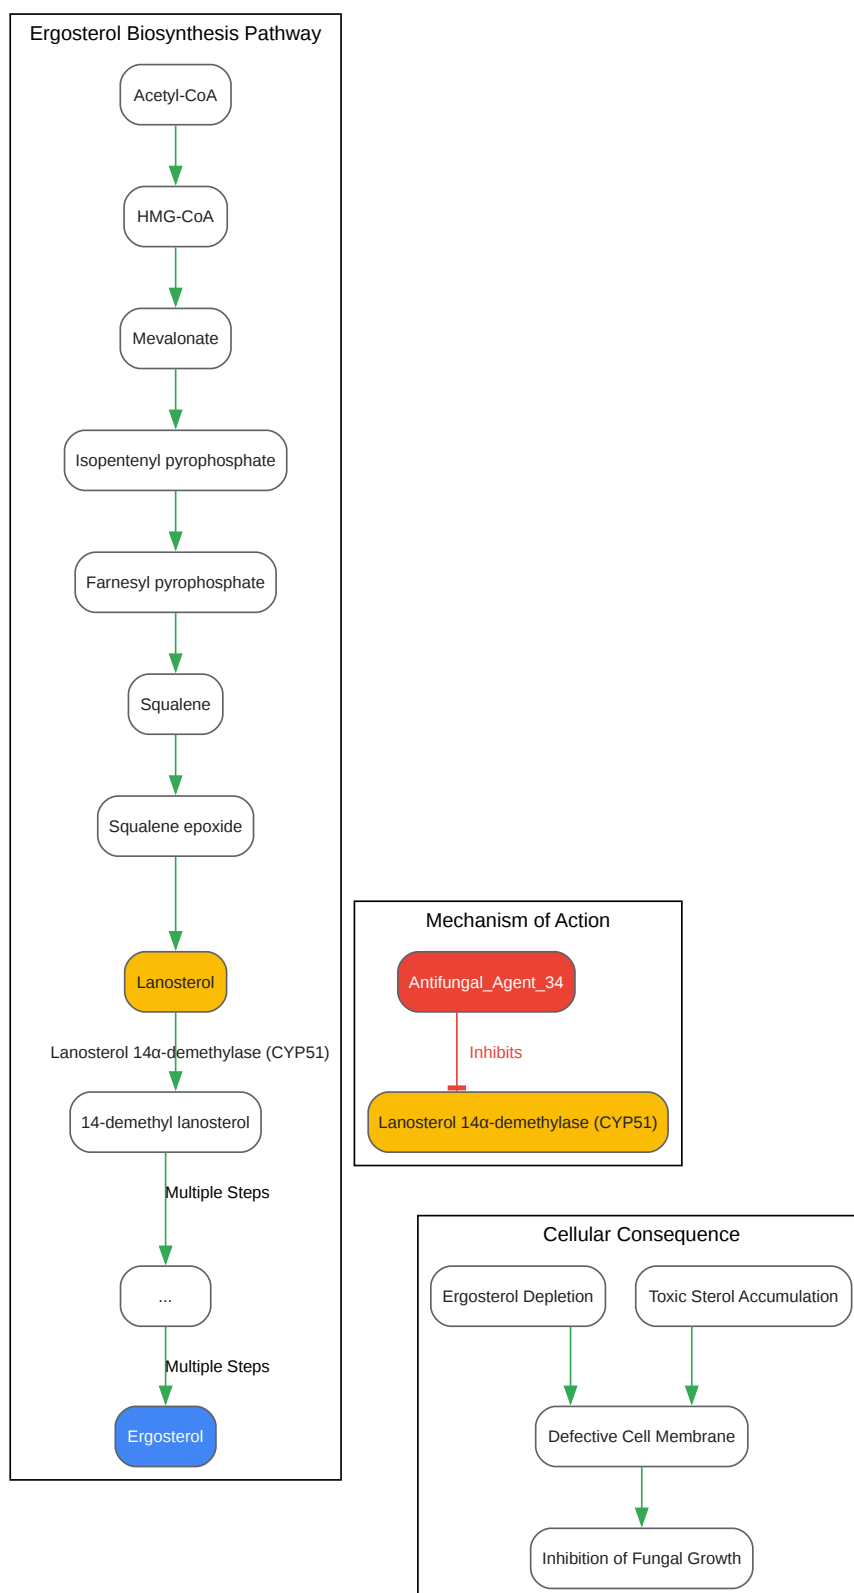 Ergosterol Biosynthesis Pathway
Acetyl-CoA
HMG-CoA
Mevalonate
Isopentenyl pyrophosphate
Farnesyl pyrophosphate
Squalene
Squalene epoxide
Lanosterol
Lanosterol 14α-demethylase (CYP51)
14-demethyl lanosterol
Multiple Steps
...
Multiple Steps
Ergosterol
Mechanism of Action
Antifungal_Agent_34
Inhibits
Lanosterol 14α-demethylase (CYP51)
Cellular Consequence
Ergosterol Depletion
Toxic Sterol Accumulation
Defective Cell Membrane
Inhibition of Fungal Growth